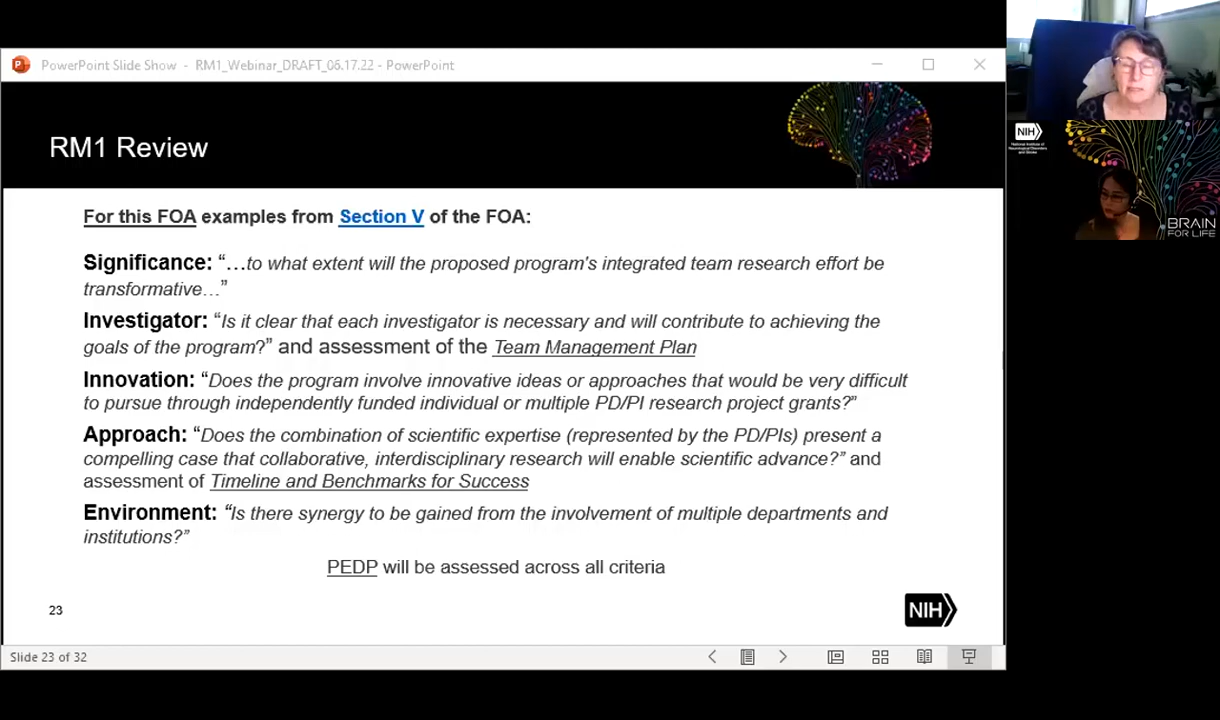 PowerPoint Slide Show - RM1_Webinar_DRAFT_06.17.22 - PowerPoint
RM1 Review
For this FOA examples from Section V of the FOA:
Significance: “…to what extent will the proposed program's integrated team research effort be
transformative…”
Investigator: “Is it clear that each investigator is necessary and will contribute to achieving the
goals of the program?” and assessment of the Team Management Plan
Innovation: “Does the program involve innovative ideas or approaches that would be very difficult
to pursue through independently funded individual or multiple PD/PI research project grants?”
Approach: “Does the combination of scientific expertise (represented by the PD/PIs) present a
compelling case that collaborative, interdisciplinary research will enable scientific advance?” and
assessment of Timeline and Benchmarks for Success
Environment: “Is there synergy to be gained from the involvement of multiple departments and
institutions?”
PEDP will be assessed across all criteria
23
NIH
Slide 23 of 32
NIH
National Institute of
Neurological Disorders
and Stroke
BRAIN
FOR LIFE